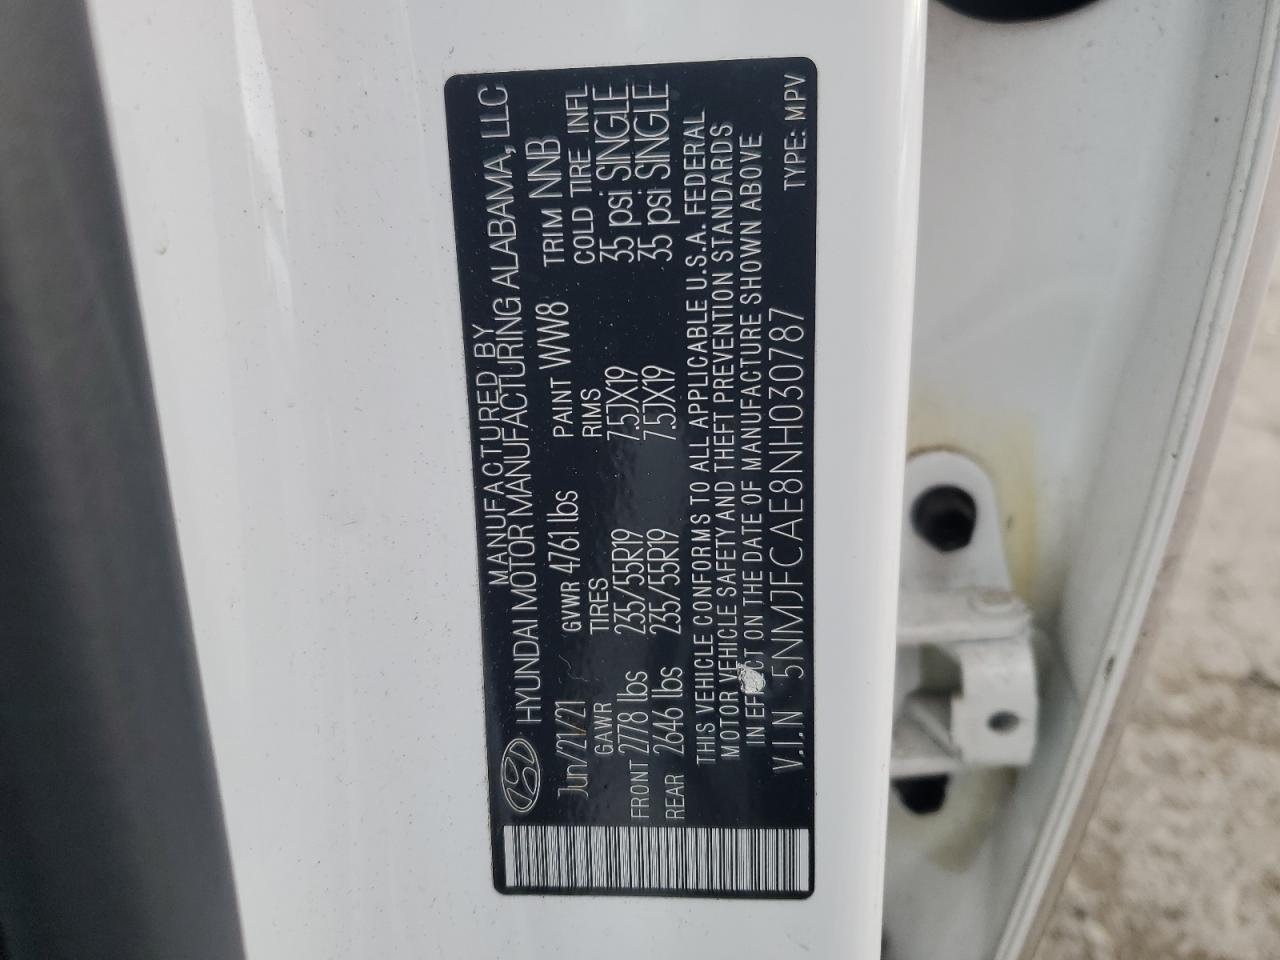 MANUFACTURED BY
HYUNDAI MOTOR MANUFACTURING ALABAMA, LLC
Jun/21/21 GVWR 4761 lbs PAINT WW8 TRIM NNB
GAWR TIRES RIMS COLD TIRE INFL
FRONT 2778 lbs 235/55R19 7.5JX19 35 psi SINGLE
REAR 2646 lbs 235/55R19 7.5JX19 35 psi SINGLE
THIS VEHICLE CONFORMS TO ALL APPLICABLE U.S.A. FEDERAL
MOTOR VEHICLE SAFETY AND THEFT PREVENTION STANDARDS
IN EFFECT ON THE DATE OF MANUFACTURE SHOWN ABOVE
V.I.N 5NMJFCAE8NH030787 TYPE: MPV